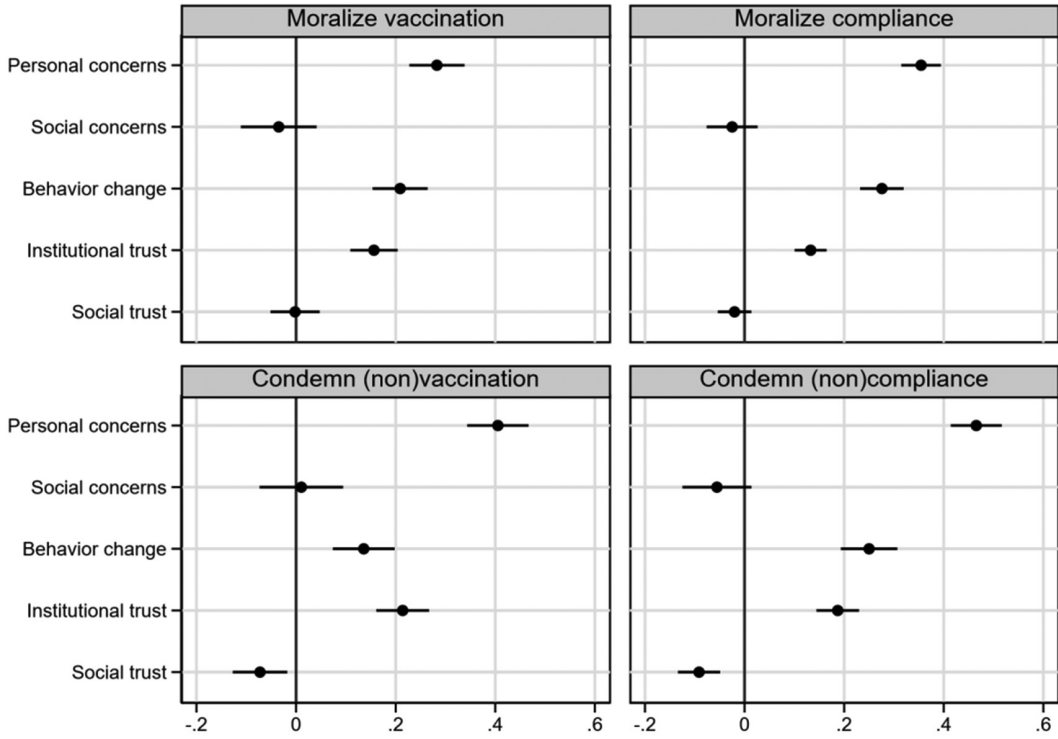 Moralize vaccination
Moralize compliance
Personal concerns
Social concerns
Behavior change
Institutional trust
Social trust
Condemn (non)vaccination
Condemn (non)compliance
Personal concerns
Social concerns
Behavior change
Institutional trust
Social trust
-.2 0 .2 .4 .6
-.2 0 .2 .4 .6